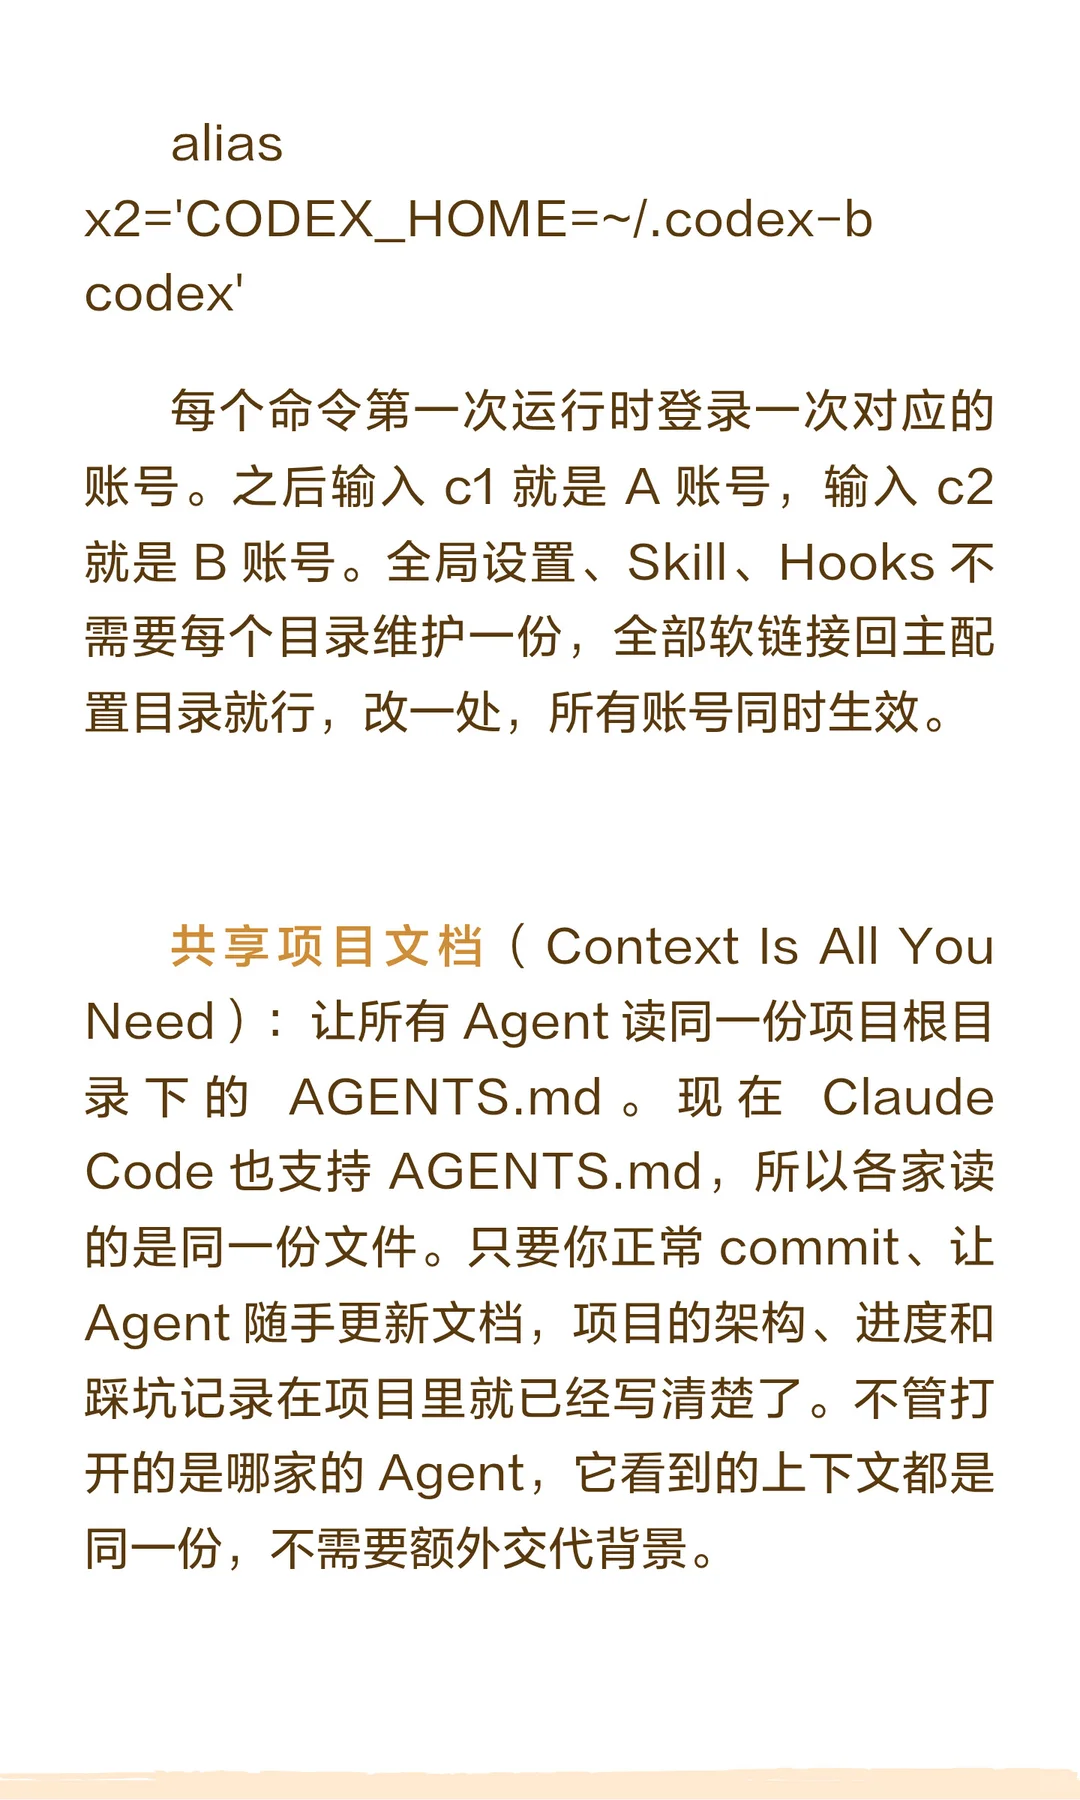 alias
x2='CODEX_HOME=~/.codex-b
codex'
每个命令第一次运行时登录一次对应的
账号。之后输入 c1 就是 A 账号，输入 c2
就是 B 账号。全局设置、Skill、Hooks 不
需要每个目录维护一份，全部软链接回主配
置目录就行，改一处，所有账号同时生效。
共享项目文档（Context Is All You
Need）：让所有 Agent 读同一份项目根目
录下的 AGENTS.md。现在 Claude
Code 也支持 AGENTS.md，所以各家读
的是同一份文件。只要你正常 commit、让
Agent 随手更新文档，项目的架构、进度和
踩坑记录在项目里就已经写清楚了。不管打
开的是哪家的 Agent，它看到的上下文都是
同一份，不需要额外交代背景。